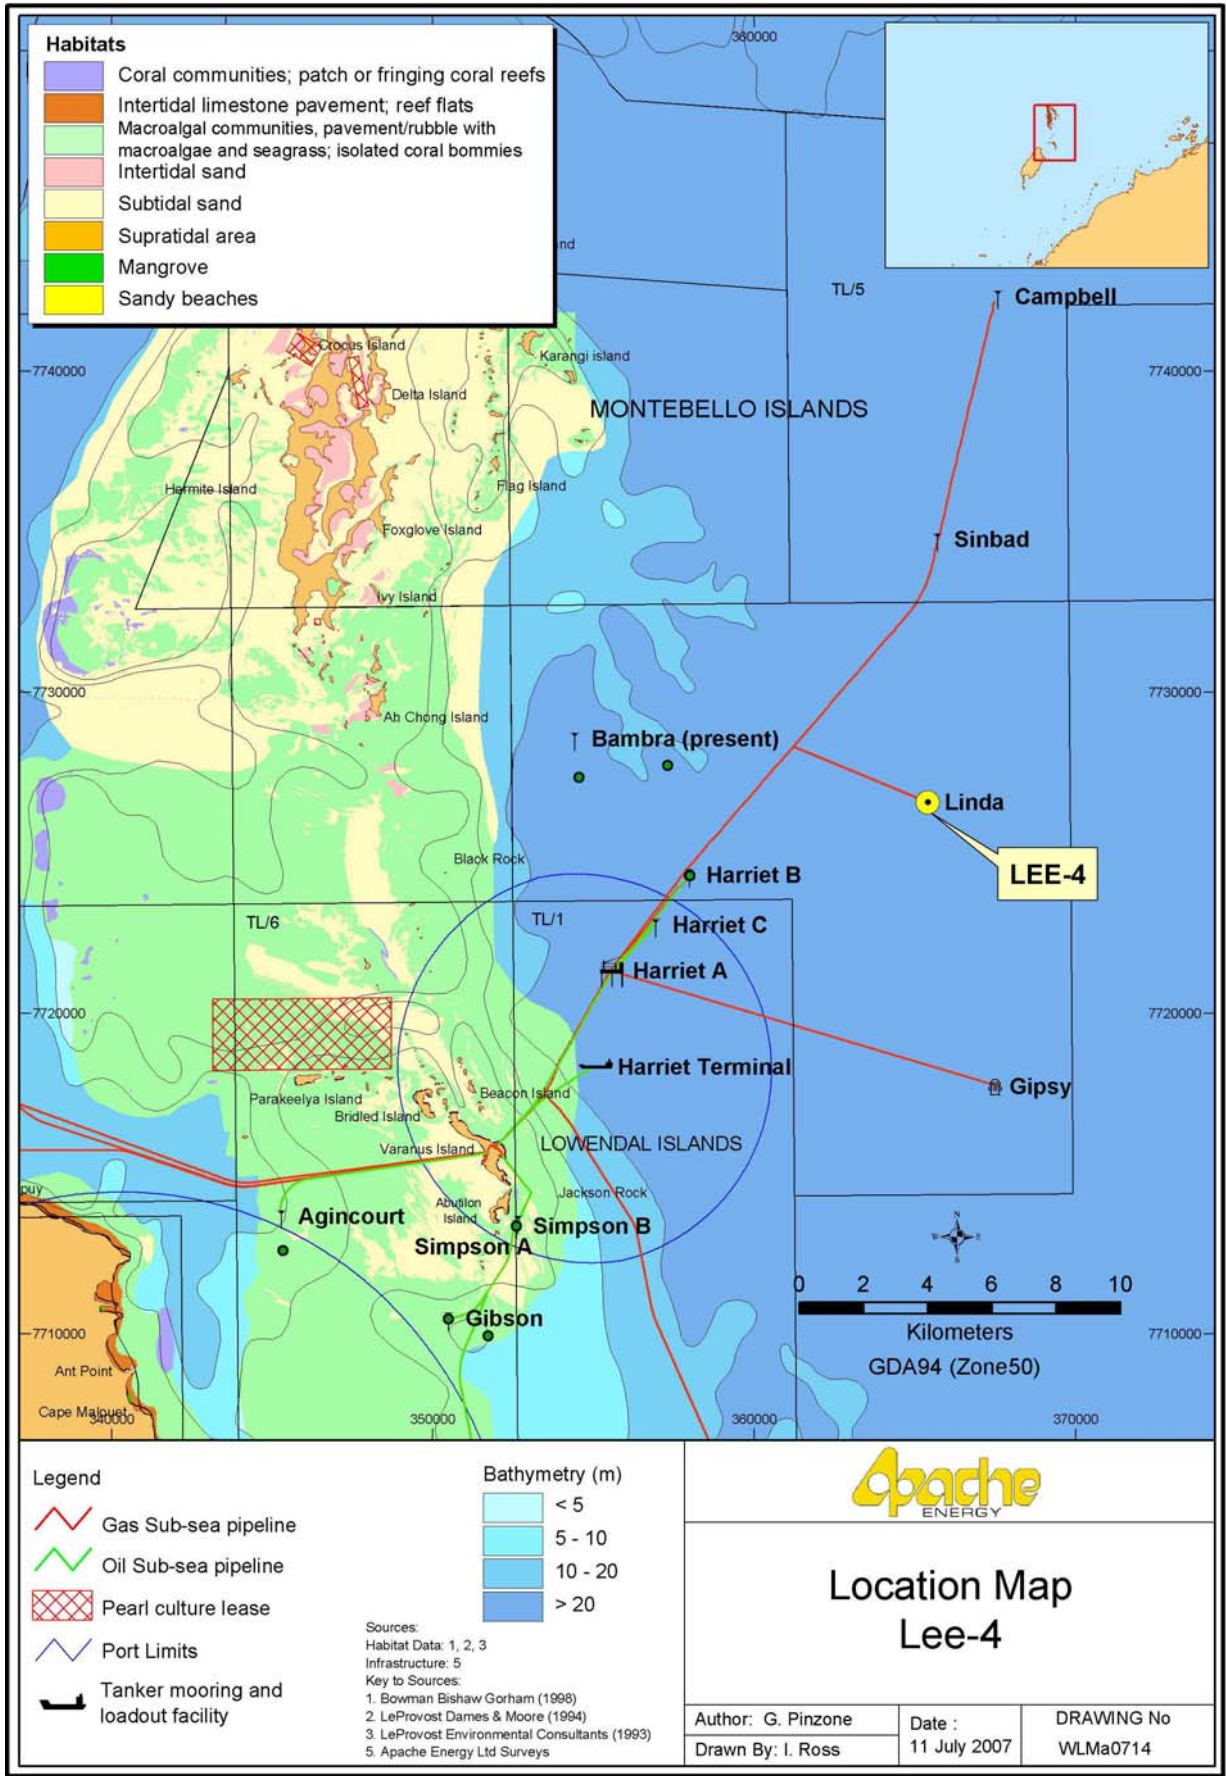 Habitats
Coral communities; patch or fringing coral reefs
Intertidal limestone pavement; reef flats
Macroalgal communities, pavement/rubble with
macroalgae and seagrass; isolated coral bommies
Intertidal sand
Subtidal sand
Supratidal area
Mangrove
Sandy beaches
360000
nd
TL/5
Campbell
Crocus Island
Karangi island
7740000
7740000
Delta Island
MONTEBELLO ISLANDS
Hermite Island
Flag Island
Foxglove Island
Sinbad
Ivy Island
7730000
7730000
Ah Chong Island
Bambra (present)
Linda
Black Rock
LEE-4
Harriet B
TL/6
TL/1
Harriet C
Harriet A
7720000
7720000
Harriet Terminal
Gipsy
Beacon Island
Parakeelya Island
Bridled Island
Varanus Island
LOWENDAL ISLANDS
puy
Jackson Rock
Abutilon
Island
Agincourt
Simpson B
Simpson A
N
W
E
S
0 2 4 6 8 10
Kilometers
GDA94 (Zone50)
Gibson
7710000
7710000
Ant Point
Cape Malouet
340000
350000
360000
370000
Legend
Gas Sub-sea pipeline
Oil Sub-sea pipeline
Pearl culture lease
Port Limits
Tanker mooring and
loadout facility
Bathymetry (m)
< 5
5 - 10
10 - 20
> 20
Sources:
Habitat Data: 1, 2, 3
Infrastructure: 5
Key to Sources:
1. Bowman Bishaw Gorham (1998)
2. LeProvost Dames & Moore (1994)
3. LeProvost Environmental Consultants (1993)
5. Apache Energy Ltd Surveys
Apache
ENERGY
Location Map
Lee-4
Author: G. Pinzone
Drawn By: I. Ross
Date :
11 July 2007
DRAWING No
WLMa0714